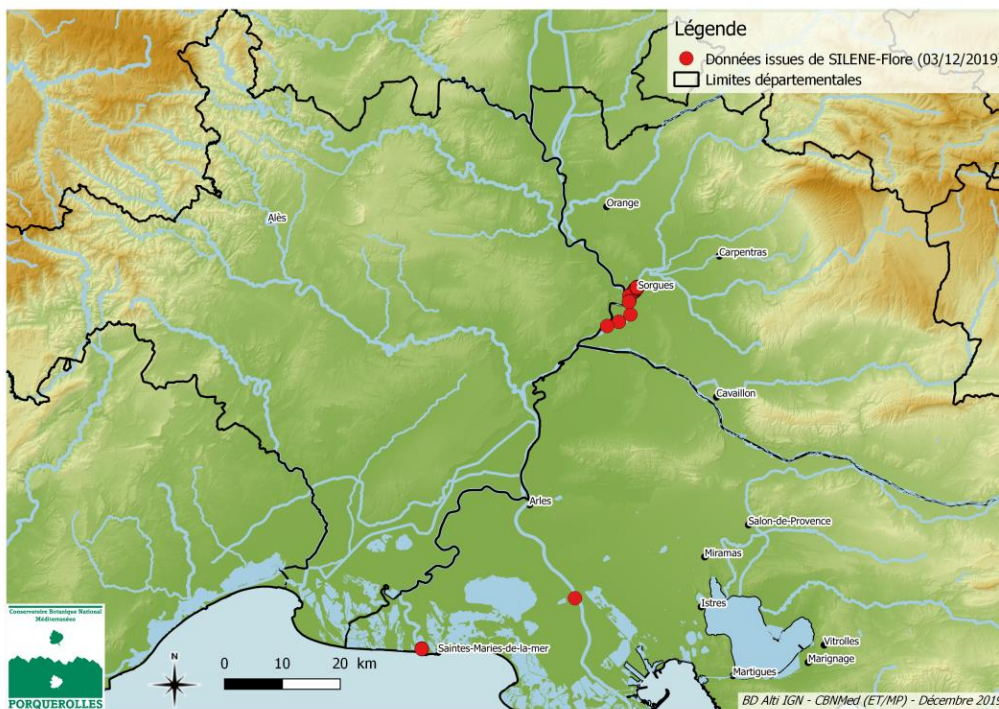 Légende
Données issues de SILENE-Flore (03/12/2019)
Limites départementales
Orange
Alès
Carpentras
Sorgues
Cavaillon
Arles
Salon-de-Provence
Miramas
Istres
Saintes-Maries-de-la-mer
Vitrolles
Marignage
Martigues
Conservatoire Botanique National
Méditerranéen
PORQUEROLLES
N
0 10 20 km
BD Alti IGN - CBNMed (ET/MP) - Décembre 2019